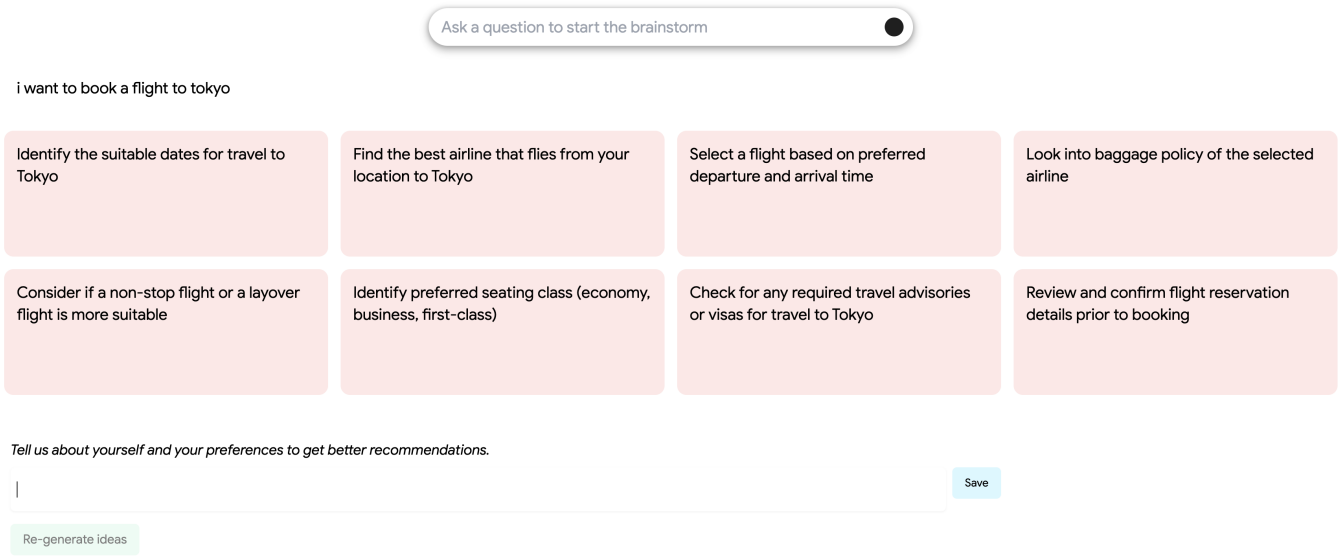 Ask a question to start the brainstorm
i want to book a flight to tokyo
Identify the suitable dates for travel to
Tokyo
Find the best airline that flies from your
location to Tokyo
Select a flight based on preferred
departure and arrival time
Look into baggage policy of the selected
airline
Consider if a non-stop flight or a layover
flight is more suitable
Identify preferred seating class (economy,
business, first-class)
Check for any required travel advisories
or visas for travel to Tokyo
Review and confirm flight reservation
details prior to booking
Tell us about yourself and your preferences to get better recommendations.
Save
Re-generate ideas